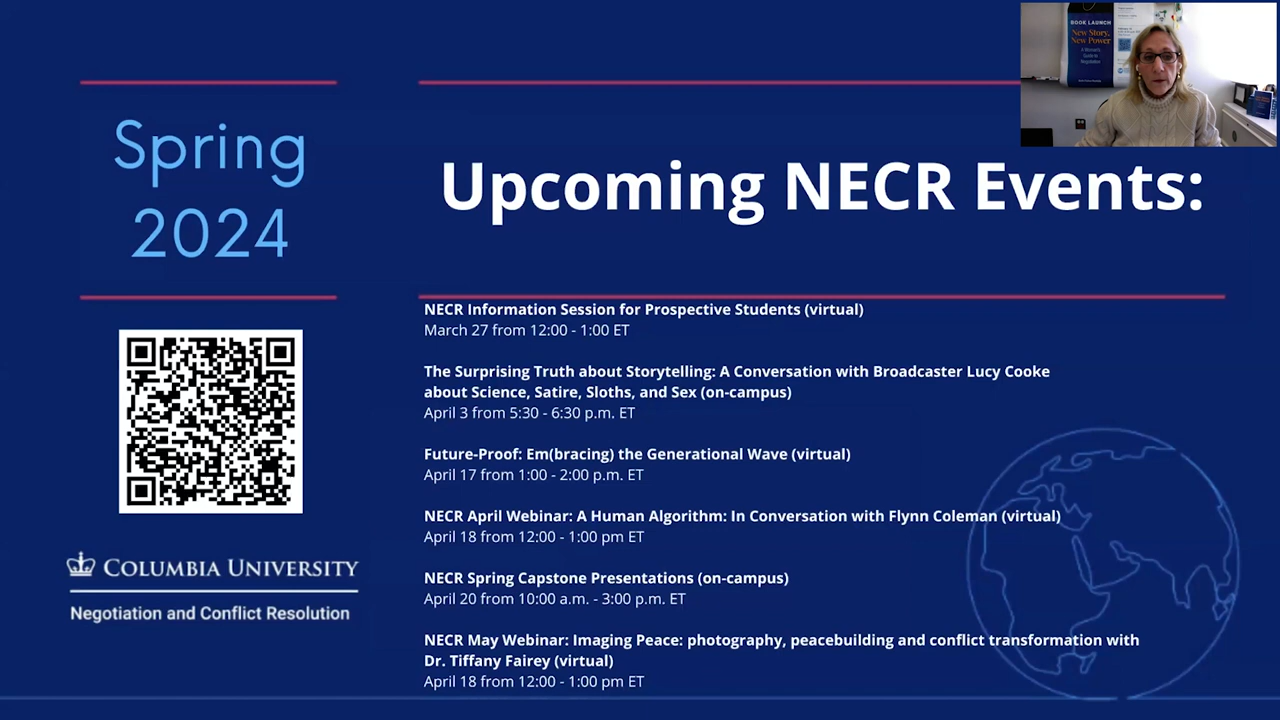 BOOK LAUNCH
New Story,
New Power
A Woman's
Guide to
Negotiation
Spring
2024
Upcoming NECR Events:
NECR Information Session for Prospective Students (virtual)
March 27 from 12:00 - 1:00 ET
The Surprising Truth about Storytelling: A Conversation with Broadcaster Lucy Cooke
about Science, Satire, Sloths, and Sex (on-campus)
April 3 from 5:30 - 6:30 p.m. ET
Future-Proof: Em(bracing) the Generational Wave (virtual)
April 17 from 1:00 - 2:00 p.m. ET
NECR April Webinar: A Human Algorithm: In Conversation with Flynn Coleman (virtual)
April 18 from 12:00 - 1:00 pm ET
NECR Spring Capstone Presentations (on-campus)
April 20 from 10:00 a.m. - 3:00 p.m. ET
NECR May Webinar: Imaging Peace: photography, peacebuilding and conflict transformation with
Dr. Tiffany Fairey (virtual)
April 18 from 12:00 - 1:00 pm ET
COLUMBIA UNIVERSITY
Negotiation and Conflict Resolution